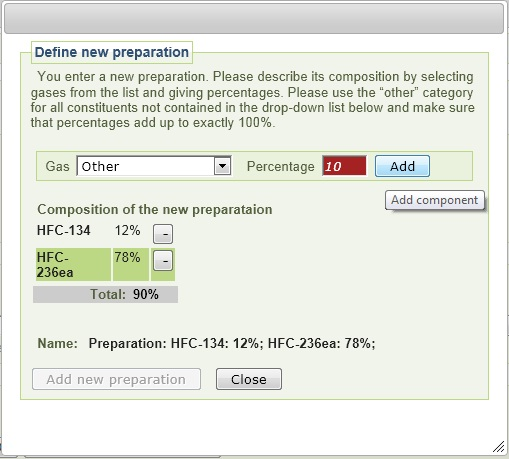 Define new preparation
You enter a new preparation. Please describe its composition by selecting
gases from the list and giving percentages. Please use the “other” category
for all constituents not contained in the drop-down list below and make sure
that percentages add up to exactly 100%.
Gas Other Percentage 10 Add
Add component
Composition of the new preparataion
HFC-134 12% -
HFC- 78% -
236ea
Total: 90%
Name: Preparation: HFC-134: 12%; HFC-236ea: 78%;
Add new preparation Close